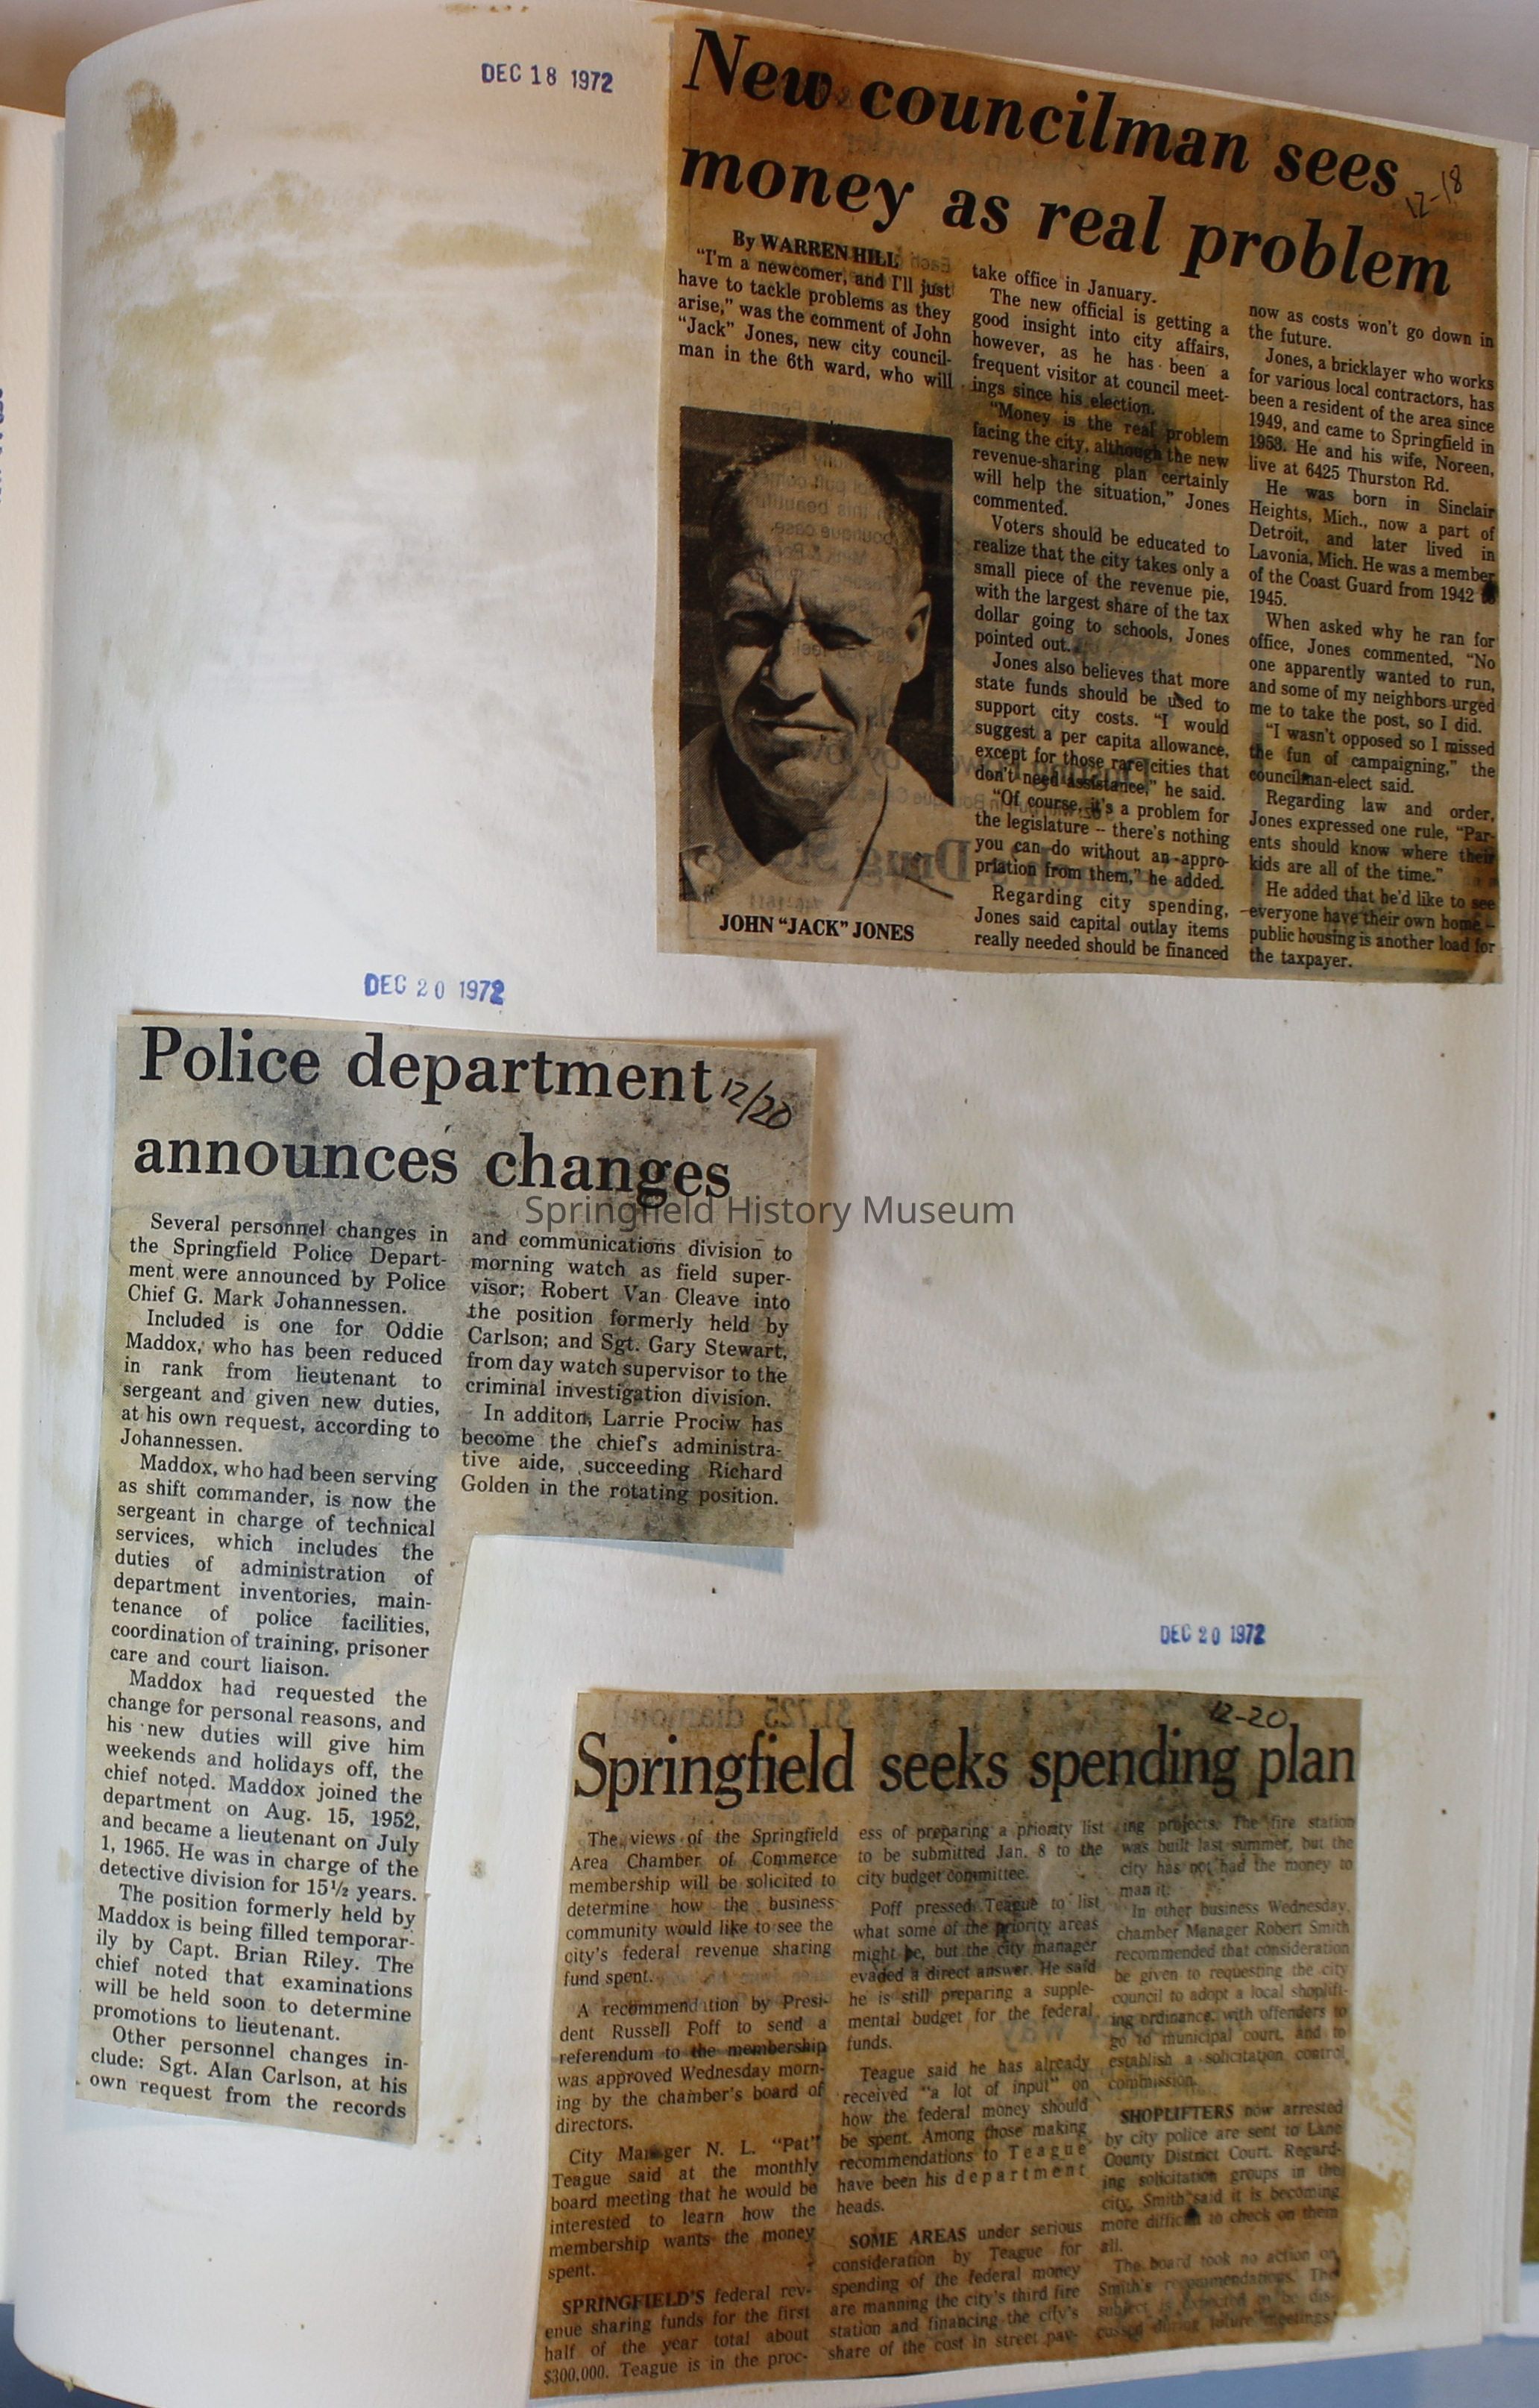 DEC 18 1972
New councilman sees
money as real problem
12-18
By WARREN HILL
"I'm a newcomer, and I'll just
have to tackle problems as they
arise," was the comment of John
"Jack" Jones, new city council-
man in the 6th ward, who will
JOHN "JACK" JONES
take office in January.
The new official is getting a
good insight into city affairs,
however, as he has been a
frequent visitor at council meet-
ings since his election.
"Money is the real problem
facing the city, although the new
revenue-sharing plan certainly
will help the situation," Jones
commented.
Voters should be educated to
realize that the city takes only a
small piece of the revenue pie,
with the largest share of the tax
dollar going to schools, Jones
pointed out.
Jones also believes that more
state funds should be used to
support city costs. "I would
suggest a per capita allowance,
except for those rare cities that
don't need assistance," he said.
"Of course, it's a problem for
the legislature -- there's nothing
you can do without an appro-
priation from them," he added.
Regarding city spending,
Jones said capital outlay items
really needed should be financed
now as costs won't go down in
the future.
Jones, a bricklayer who works
for various local contractors, has
been a resident of the area since
1949, and came to Springfield in
1953. He and his wife, Noreen,
live at 6425 Thurston Rd.
He was born in Sinclair
Heights, Mich., now a part of
Detroit, and later lived in
Lavonia, Mich. He was a member
of the Coast Guard from 1942 to
1945.
When asked why he ran for
office, Jones commented, "No
one apparently wanted to run,
and some of my neighbors urged
me to take the post, so I did.
"I wasn't opposed so I missed
the fun of campaigning," the
councilman-elect said.
Regarding law and order,
Jones expressed one rule, "Par-
ents should know where their
kids are all of the time."
He added that he'd like to see
everyone have their own home --
public housing is another load for
the taxpayer.
DEC 20 1972
Police department
announces changes
12/20
Several personnel changes in
the Springfield Police Depart-
ment were announced by Police
Chief G. Mark Johannessen.
Included is one for Oddie
Maddox, who has been reduced
in rank from lieutenant to
sergeant and given new duties,
at his own request, according to
Johannessen.
Maddox, who had been serving
as shift commander, is now the
sergeant in charge of technical
services, which includes the
duties of administration of
department inventories, main-
tenance of police facilities,
coordination of training, prisoner
care and court liaison.
Maddox had requested the
change for personal reasons, and
his new duties will give him
weekends and holidays off, the
chief noted. Maddox joined the
department on Aug. 15, 1952,
and became a lieutenant on July
1, 1965. He was in charge of the
detective division for 15½ years.
The position formerly held by
Maddox is being filled temporar-
ily by Capt. Brian Riley. The
chief noted that examinations
will be held soon to determine
promotions to lieutenant.
Other personnel changes in-
clude: Sgt. Alan Carlson, at his
own request from the records
and communications division to
morning watch as field super-
visor; Robert Van Cleave into
the position formerly held by
Carlson; and Sgt. Gary Stewart,
from day watch supervisor to the
criminal investigation division.
In additon, Larrie Prociw has
become the chief's administra-
tive aide, succeeding Richard
Golden in the rotating position.
Springfield History Museum
DEC 20 1972
12-20
Springfield seeks spending plan
The views of the Springfield
Area Chamber of Commerce
membership will be solicited to
determine how the business
community would like to see the
city's federal revenue sharing
fund spent.
A recommendation by Presi-
dent Russell Poff to send a
referendum to the membership
was approved Wednesday morn-
ing by the chamber's board of
directors.
City Manager N. L. "Pat"
Teague said at the monthly
board meeting that he would be
interested to learn how the
membership wants the money
spent.
SPRINGFIELD'S federal rev-
enue sharing funds for the first
half of the year total about
$300,000. Teague is in the proc-
ess of preparing a priority list
to be submitted Jan. 8 to the
city budget committee.
Poff pressed Teague to list
what some of the priority areas
might be, but the city manager
evaded a direct answer. He said
he is still preparing a supple-
mental budget for the federal
funds.
Teague said he has already
received "a lot of input" on
how the federal money should
be spent. Among those making
recommendations to Teague
have been his department
heads.
SOME AREAS under serious
consideration by Teague for
spending of the federal money
are manning the city's third fire
station and financing the city's
share of the cost in street pav-
ing projects. The fire station
was built last summer, but the
city has not had the money to
man it.
In other business Wednesday,
chamber Manager Robert Smith
recommended that consideration
be given to requesting the city
council to adopt a local shoplift-
ing ordinance, with offenders to
go to municipal court, and to
establish a solicitation control
commission.
SHOPLIFTERS now arrested
by city police are sent to Lane
County District Court. Regard-
ing solicitation groups in the
city, Smith said it is becoming
more difficult to check on them
all.
The board took no action on
Smith's recommendations. The
subject is expected to be dis-
cussed during future meetings.